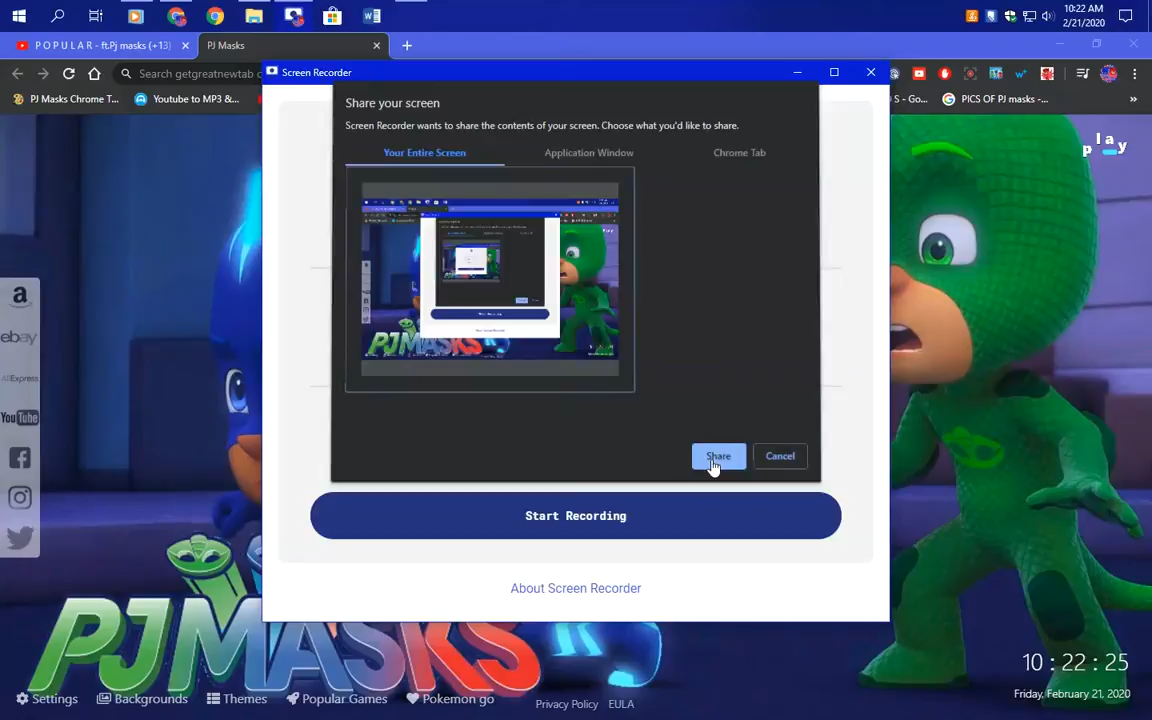 10:22 AM
2/21/2020
P O P U L A R - ft.Pj masks (+13)
PJ Masks
Screen Recorder
Search getgreatnewtab c
PJ Masks Chrome T...
Youtube to MP3 &...
S - Go...
PICS OF PJ masks -...
»
Share your screen
Screen Recorder wants to share the contents of your screen. Choose what you'd like to share.
Your Entire Screen
Application Window
Chrome Tab
play
a
ebay
AliExpress
YouTube
Share
Cancel
Start Recording
About Screen Recorder
PJMASKS
10:22:25
Friday, February 21, 2020
Settings
Backgrounds
Themes
Popular Games
Pokemon go
Privacy Policy
EULA